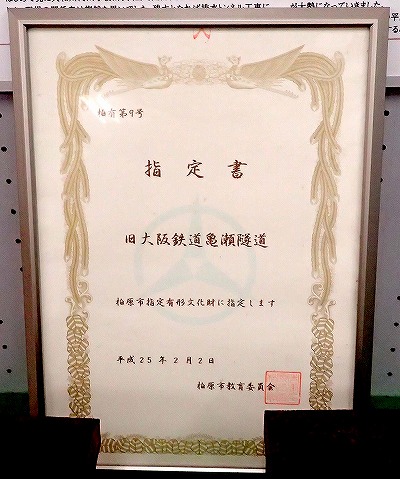 柏有第9号
指定書
旧大阪鉄道亀瀬隧道
柏原市指定有形文化財に指定します
平成25年2月2日
柏原市教育委員会